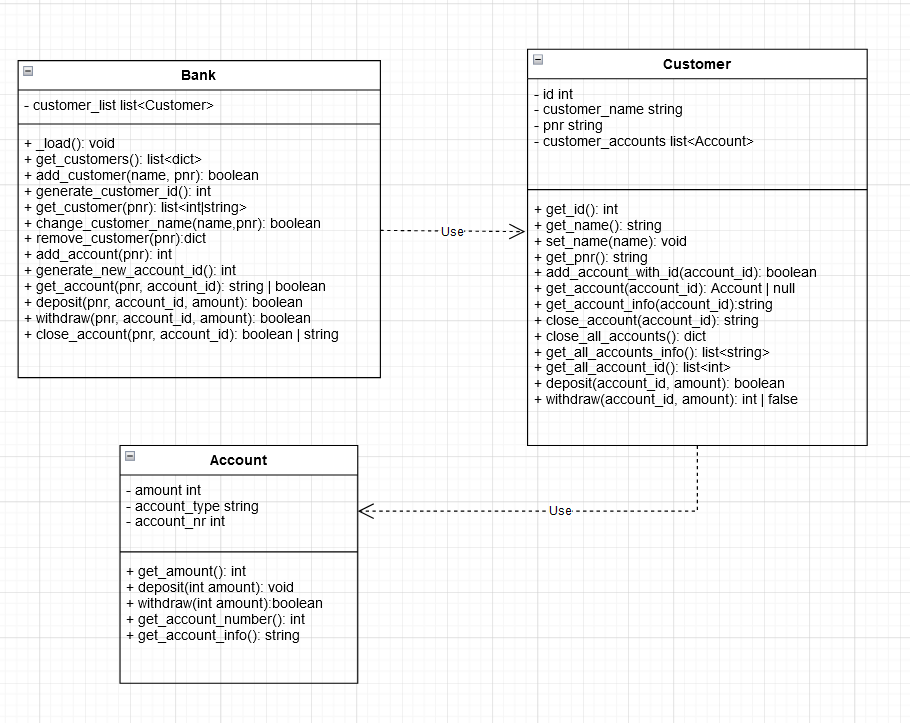 Bank
- customer_list list<Customer>
+ _load(): void
+ get_customers(): list<dict>
+ add_customer(name, pnr): boolean
+ generate_customer_id(): int
+ get_customer(pnr): list<int|string>
+ change_customer_name(name,pnr): boolean
+ remove_customer(pnr):dict
+ add_account(pnr): int
+ generate_new_account_id(): int
+ get_account(pnr, account_id): string | boolean
+ deposit(pnr, account_id, amount): boolean
+ withdraw(pnr, account_id, amount): boolean
+ close_account(pnr, account_id): boolean | string
Use
Customer
- id int
- customer_name string
- pnr string
- customer_accounts list<Account>
+ get_id(): int
+ get_name(): string
+ set_name(name): void
+ get_pnr(): string
+ add_account_with_id(account_id): boolean
+ get_account(account_id): Account | null
+ get_account_info(account_id):string
+ close_account(account_id): string
+ close_all_accounts(): dict
+ get_all_accounts_info(): list<string>
+ get_all_account_id(): list<int>
+ deposit(account_id, amount): boolean
+ withdraw(account_id, amount): int | false
Use
Account
- amount int
- account_type string
- account_nr int
+ get_amount(): int
+ deposit(int amount): void
+ withdraw(int amount):boolean
+ get_account_number(): int
+ get_account_info(): string